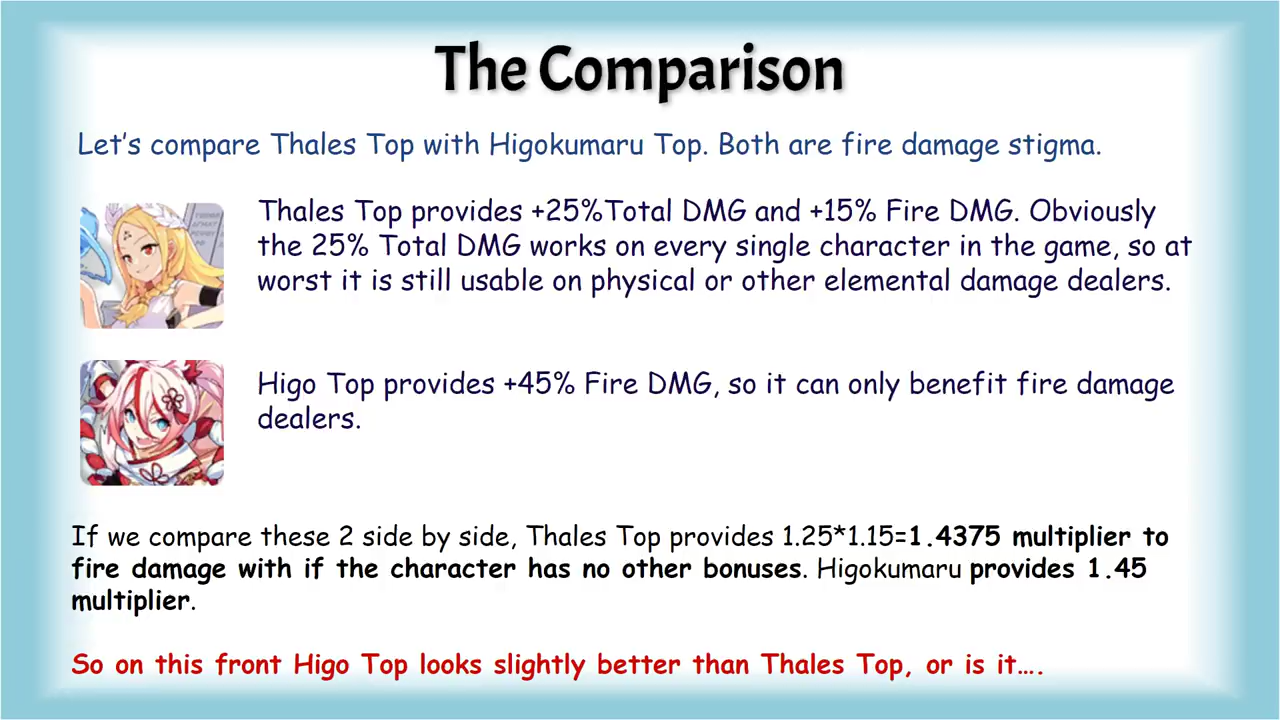 The Comparison
Let's compare Thales Top with Higokumaru Top. Both are fire damage stigma.
Thales Top provides +25%Total DMG and +15% Fire DMG. Obviously
the 25% Total DMG works on every single character in the game, so at
worst it is still usable on physical or other elemental damage dealers.
Higo Top provides +45% Fire DMG, so it can only benefit fire damage
dealers.
If we compare these 2 side by side, Thales Top provides 1.25*1.15=1.4375 multiplier to
fire damage with if the character has no other bonuses. Higokumaru provides 1.45
multiplier.
So on this front Higo Top looks slightly better than Thales Top, or is it….